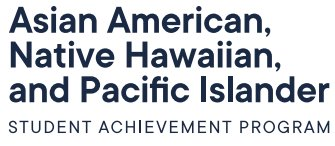 Asian American,
Native Hawaiian,
and Pacific Islander
STUDENT ACHIEVEMENT PROGRAM